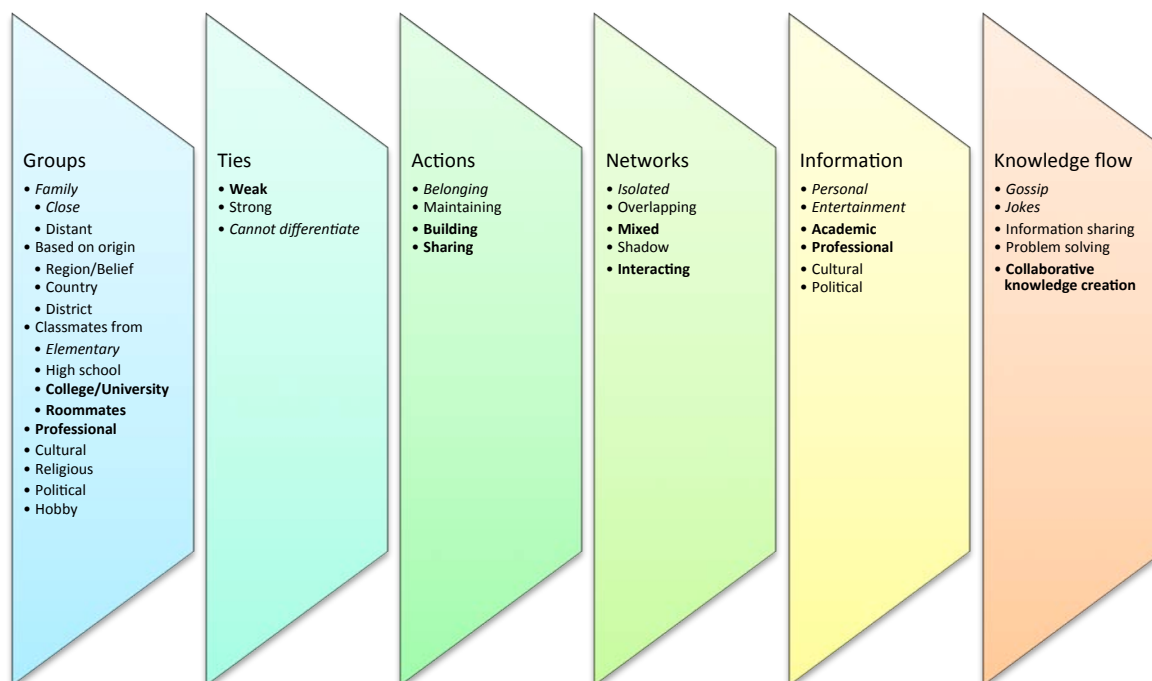 Groups
• Family
• Close
• Distant
• Based on origin
• Region/Belief
• Country
• District
• Classmates from
• Elementary
• High school
• College/University
• Roommates
• Professional
• Cultural
• Religious
• Political
• Hobby
Ties
• Weak
• Strong
• Cannot differentiate
Actions
• Belonging
• Maintaining
• Building
• Sharing
Networks
• Isolated
• Overlapping
• Mixed
• Shadow
• Interacting
Information
• Personal
• Entertainment
• Academic
• Professional
• Cultural
• Political
Knowledge flow
• Gossip
• Jokes
• Information sharing
• Problem solving
• Collaborative
knowledge creation